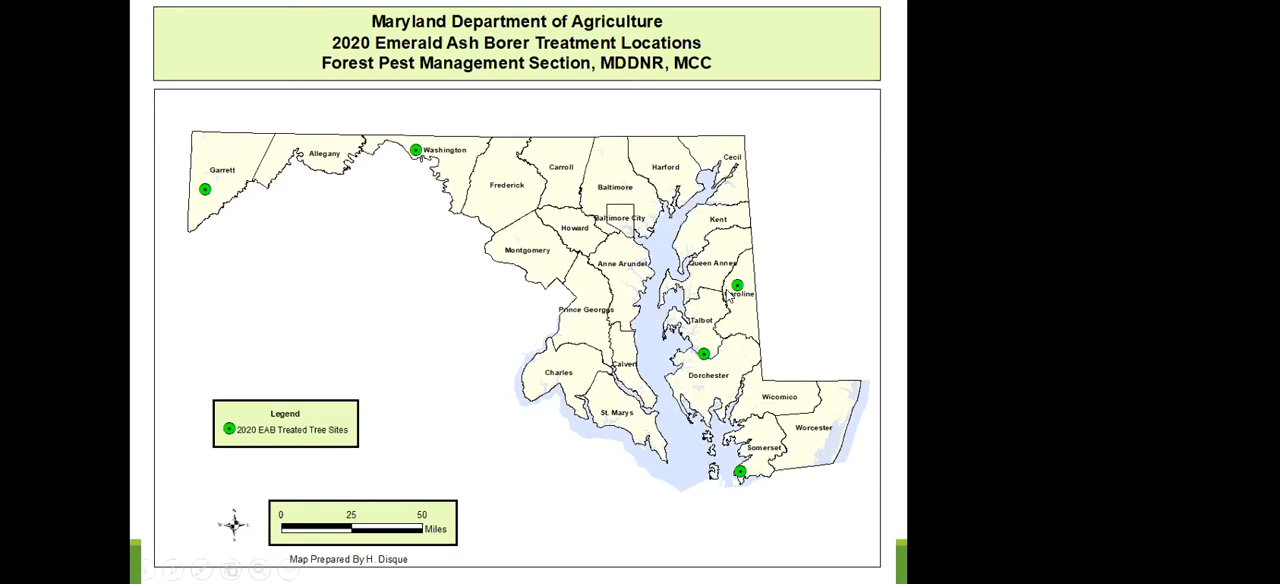 Maryland Department of Agriculture
2020 Emerald Ash Borer Treatment Locations
Forest Pest Management Section, MDDNR, MCC
Garrett
Allegany
Washington
Frederick
Carroll
Baltimore
Harford
Cecil
Baltimore City
Howard
Kent
Montgomery
Anne Arundel
Queen Annes
Caroline
Prince Georges
Talbot
Calvert
Charles
Dorchester
St. Marys
Wicomico
Worcester
Somerset
Legend
2020 EAB Treated Tree Sites
N
W
S
0 25 50
Miles
Map Prepared By H. Disque